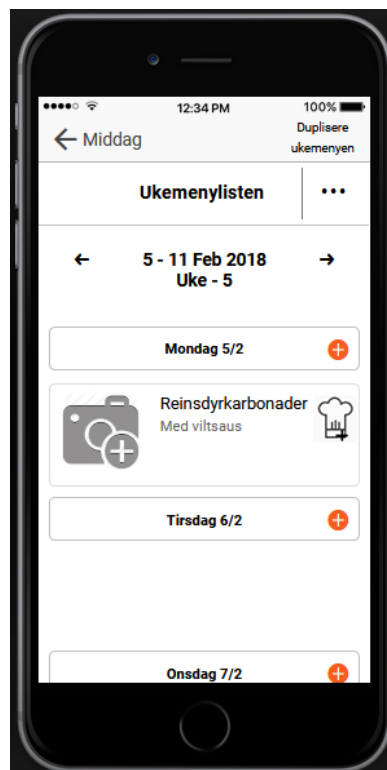 12:34 PM
100%
← Middag
Duplisere
ukemenyen
Ukemenylisten
•••
← 5 - 11 Feb 2018 →
Uke - 5
Mondag 5/2
Reinsdyrkarbonader
Med viltsaus
Tirsdag 6/2
Onsdag 7/2